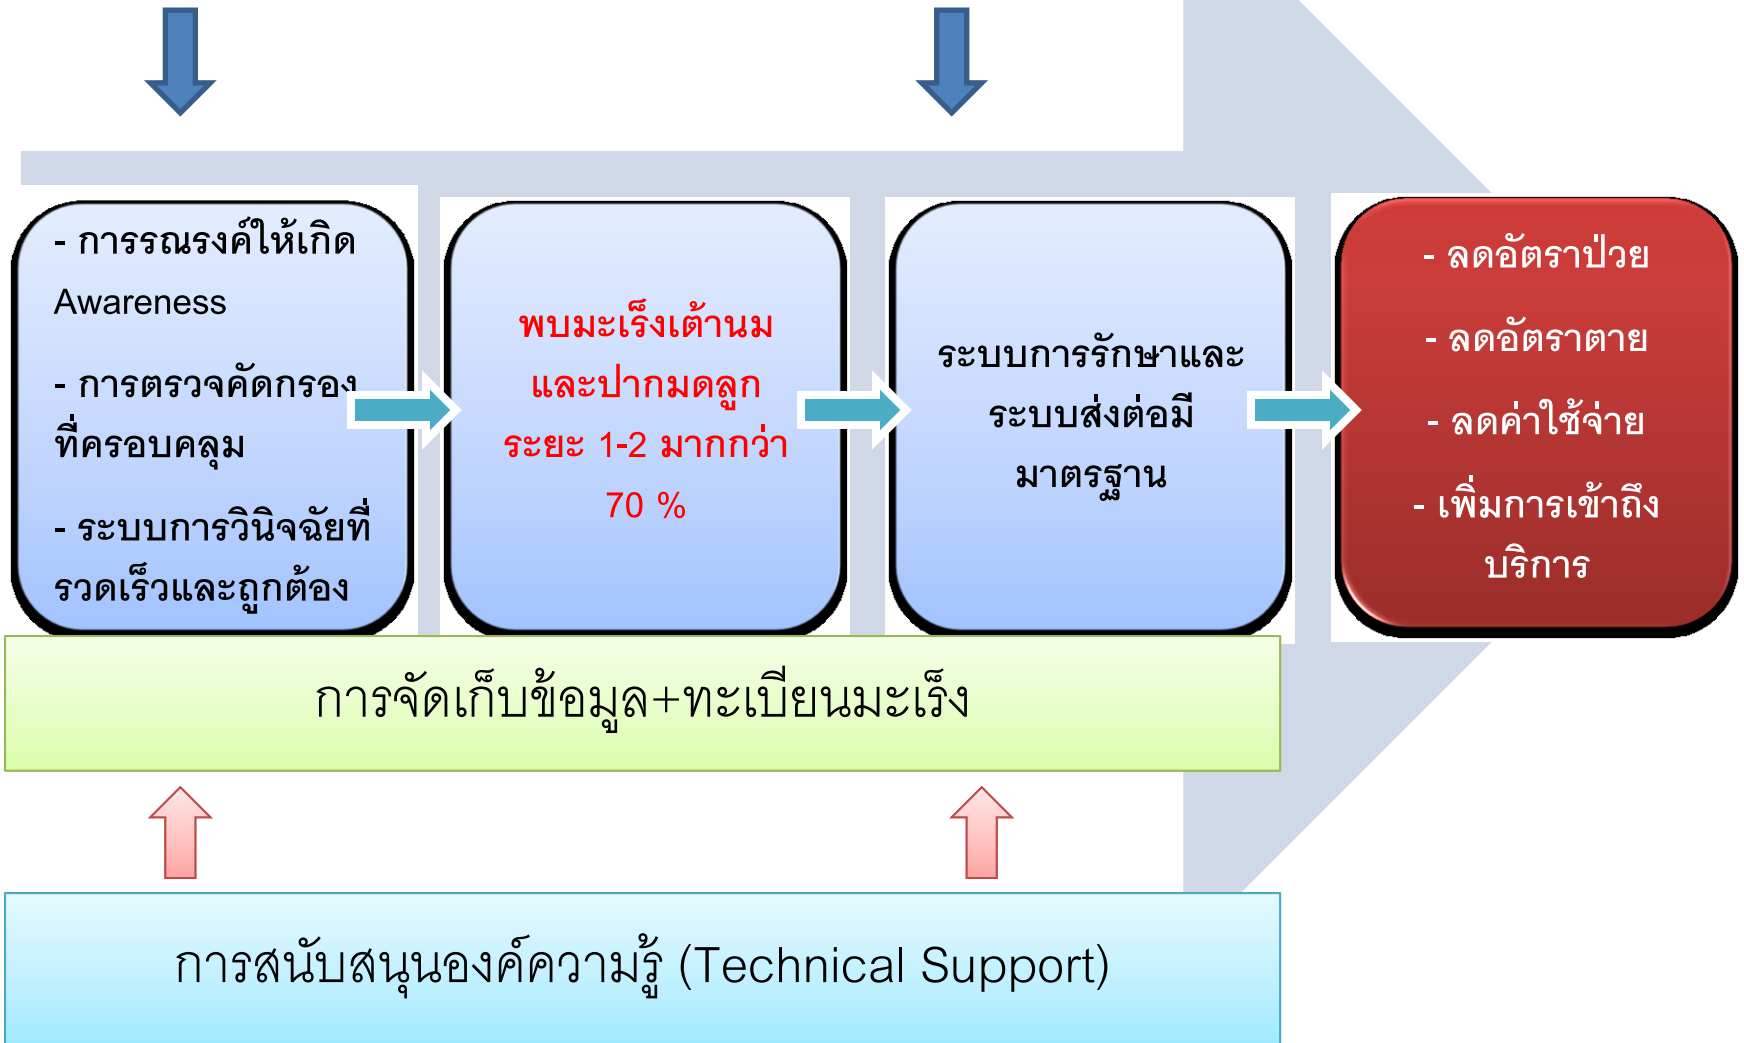 - การรณรงค์ให้เกิด
Awareness
- การตรวจคัดกรอง
ที่ครอบคลุม
- ระบบการวินิจฉัยที่
รวดเร็วและถูกต้อง
พบมะเร็งเต้านม
และปากมดลูก
ระยะ 1-2 มากกว่า
70 %
ระบบการรักษาและ
ระบบส่งต่อมี
มาตรฐาน
- ลดอัตราป่วย
- ลดอัตราตาย
- ลดค่าใช้จ่าย
- เพิ่มการเข้าถึง
บริการ
การจัดเก็บข้อมูล+ทะเบียนมะเร็ง
การสนับสนุนองค์ความรู้ (Technical Support)